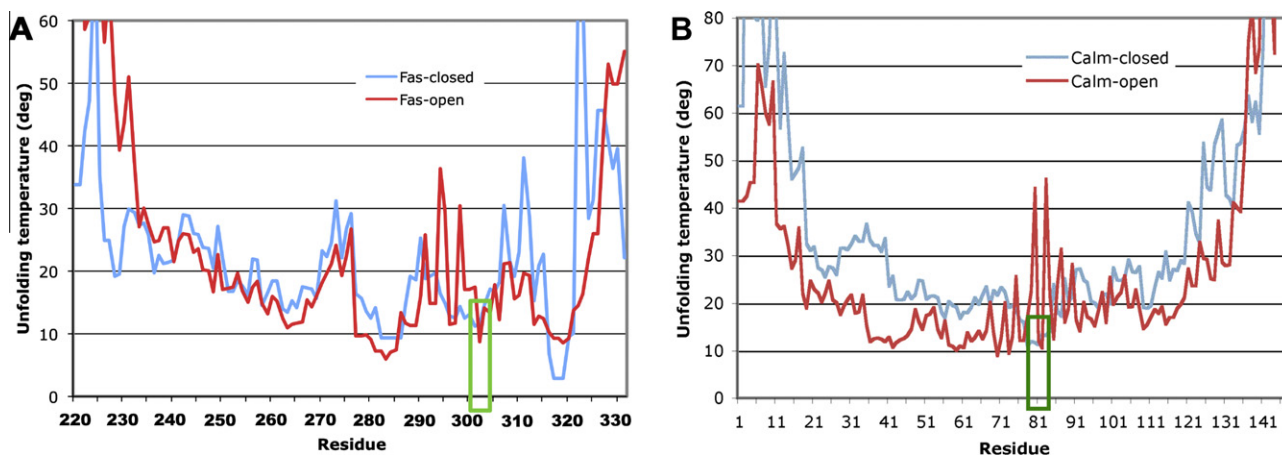 A
Unfolding temperature (deg)
60
50
40
30
20
10
0
Fas-closed
Fas-open
220 230 240 250 260 270 280 290 300 310 320 330
Residue
B
Unfolding temperature (deg)
80
70
60
50
40
30
20
10
0
Calm-closed
Calm-open
1 11 21 31 41 51 61 71 81 91 101 111 121 131 141
Residue